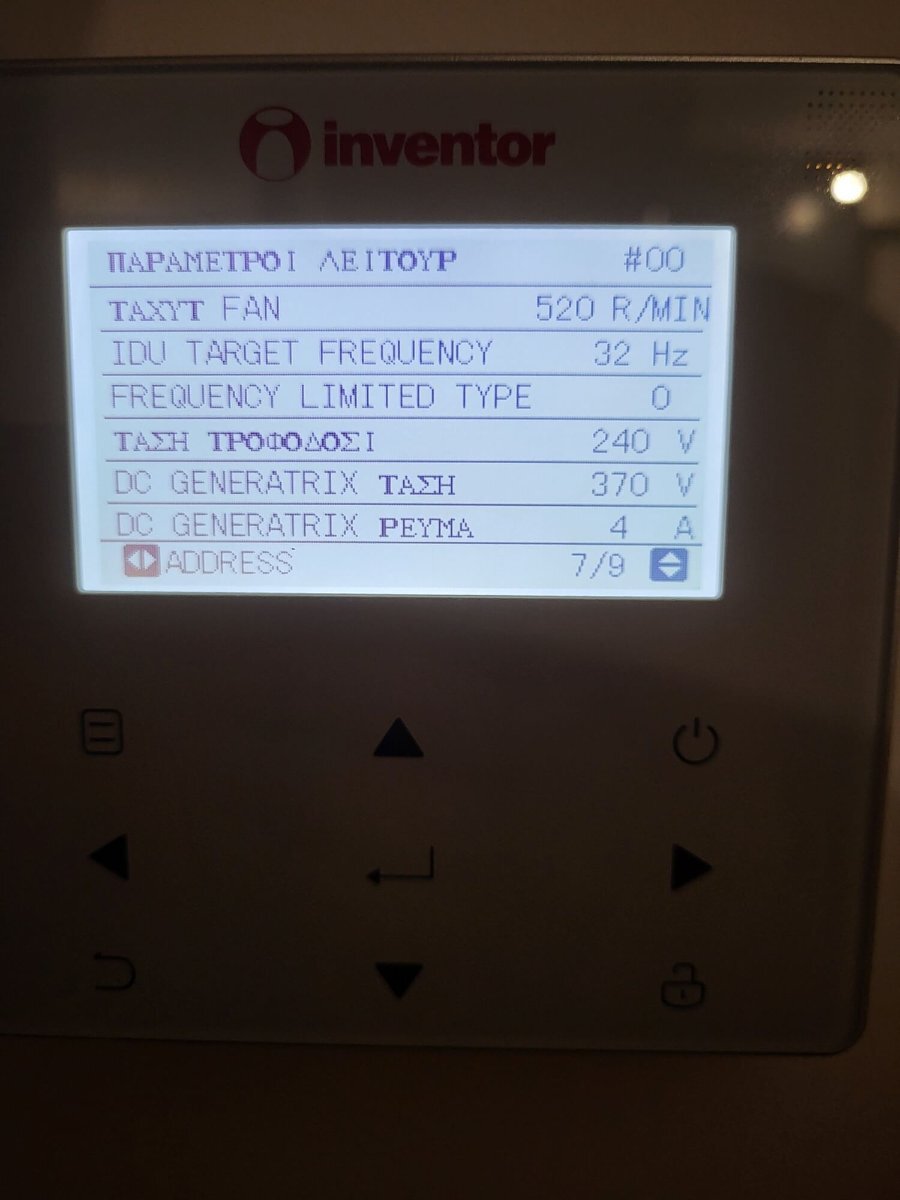 inventor
ΠΑΡΑΜΕΤΡΟΙ ΛΕΙΤΟΥΡ #00
ΤΑΧΥΤ FAN 520 R/MIN
IDU TARGET FREQUENCY 32 Hz
FREQUENCY LIMITED TYPE 0
ΤΑΣΗ ΤΡΟΦΟΔΟΣΙ 240 V
DC GENERATRIX ΤΑΣΗ 370 V
DC GENERATRIX ΡΕΥΜΑ 4 A
ADDRESS 7/9